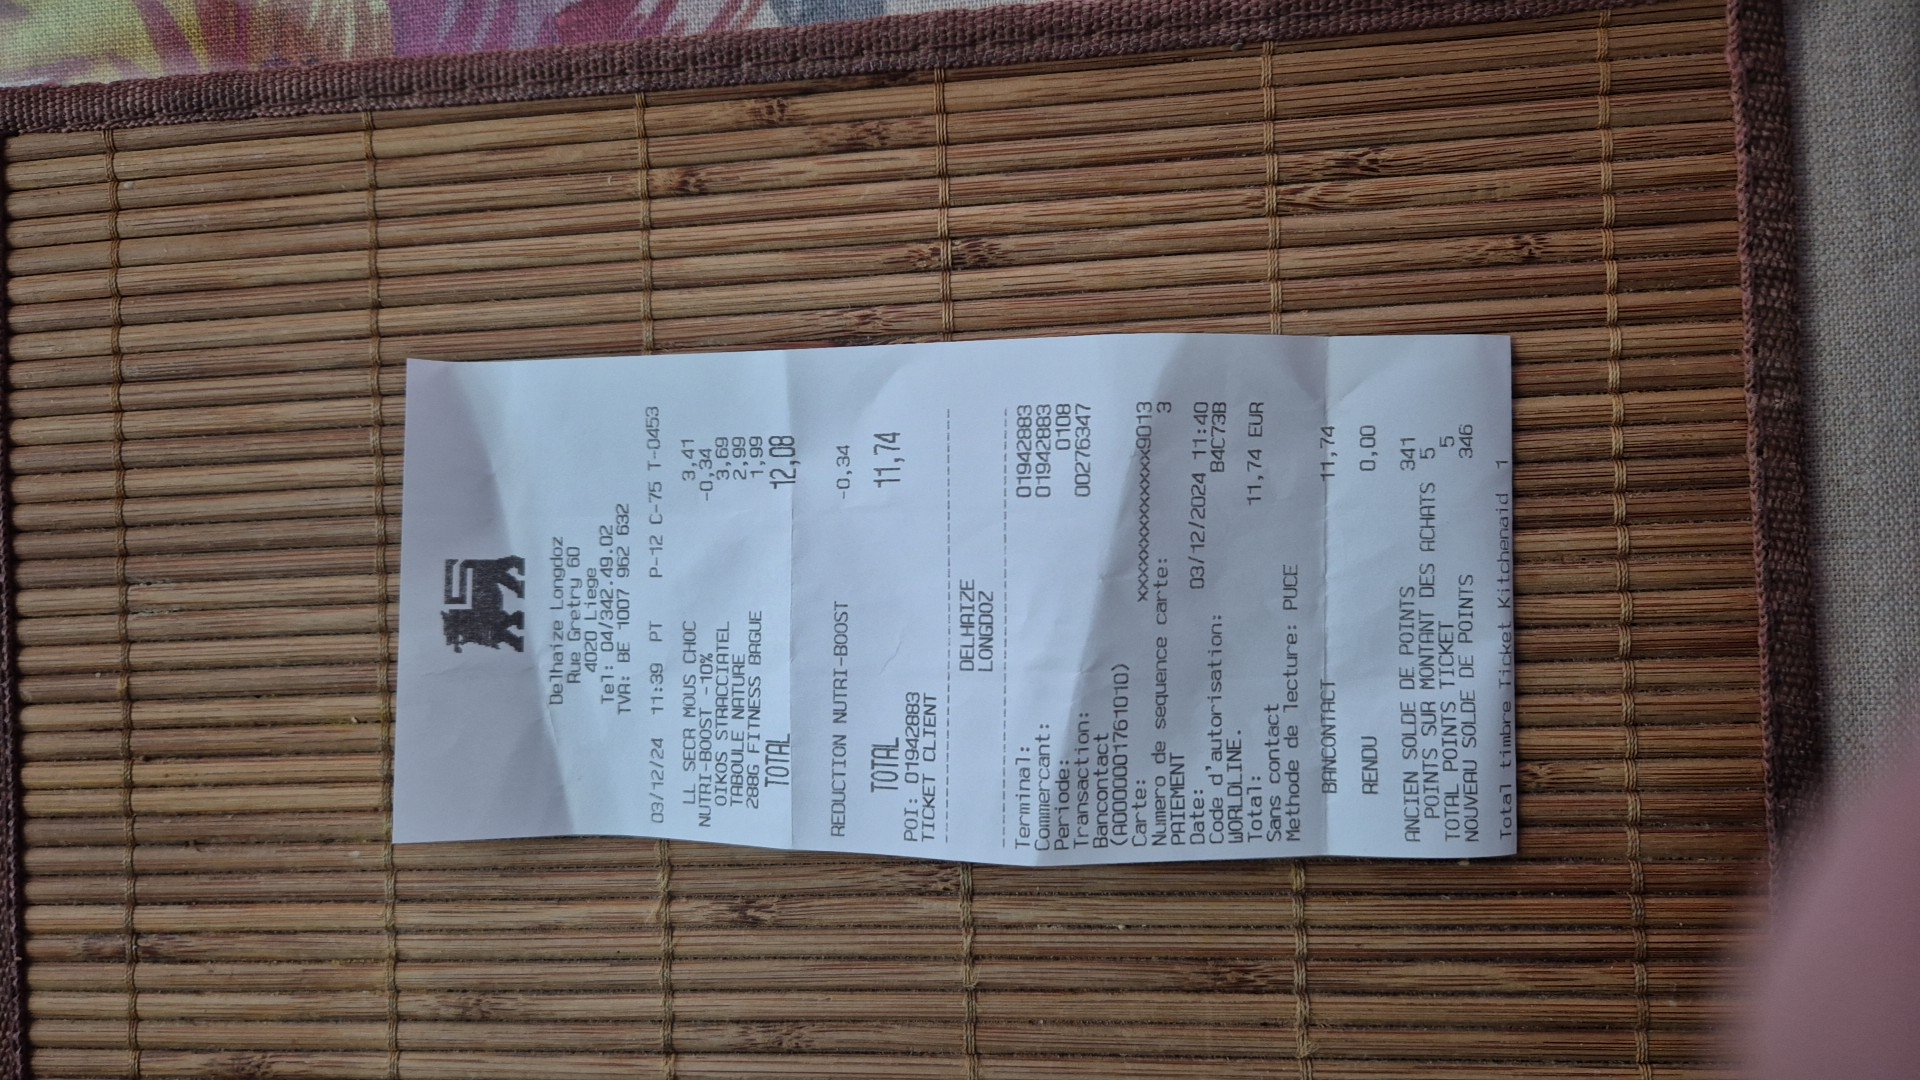 Delhaize Longdoz
Rue Gretry 60
4020 Liege
Tel: 04/342.49.02
TVA: BE 1007 962 632
03/12/24 11:39 PT P-12 C-75 T-0453
LL SECR MOUS CHOC 3,41
NUTRI-BOOST -10% -0,34
OIKOS STRACCIATEL 3,69
TABOULE NATURE 2,99
288G FITNESS BAGUE 1,99
TOTAL 12,08
REDUCTION NUTRI-BOOST -0,34
TOTAL 11,74
POI: 01942883
TICKET CLIENT
DELHAIZE
LONGDOZ
Terminal: 01942883
Commercant: 01942883
Periode: 0108
Transaction: 00276347
Bancontact
(A0000001761010)
Carte: xxxxxxxxxxxxxxx9013
Numero de sequence carte: 3
PAIEMENT
Date: 03/12/2024 11:40
Code d'autorisation: B4C73B
WORLDLINE.
Total: 11,74 EUR
Sans contact
Methode de lecture: PUCE
BANCONTACT 11,74
RENDU 0,00
ANCIEN SOLDE DE POINTS 341
POINTS SUR MONTANT DES ACHATS 5
TOTAL POINTS TICKET 5
NOUVEAU SOLDE DE POINTS 346
Total timbre Ticket Kitchenaid 1